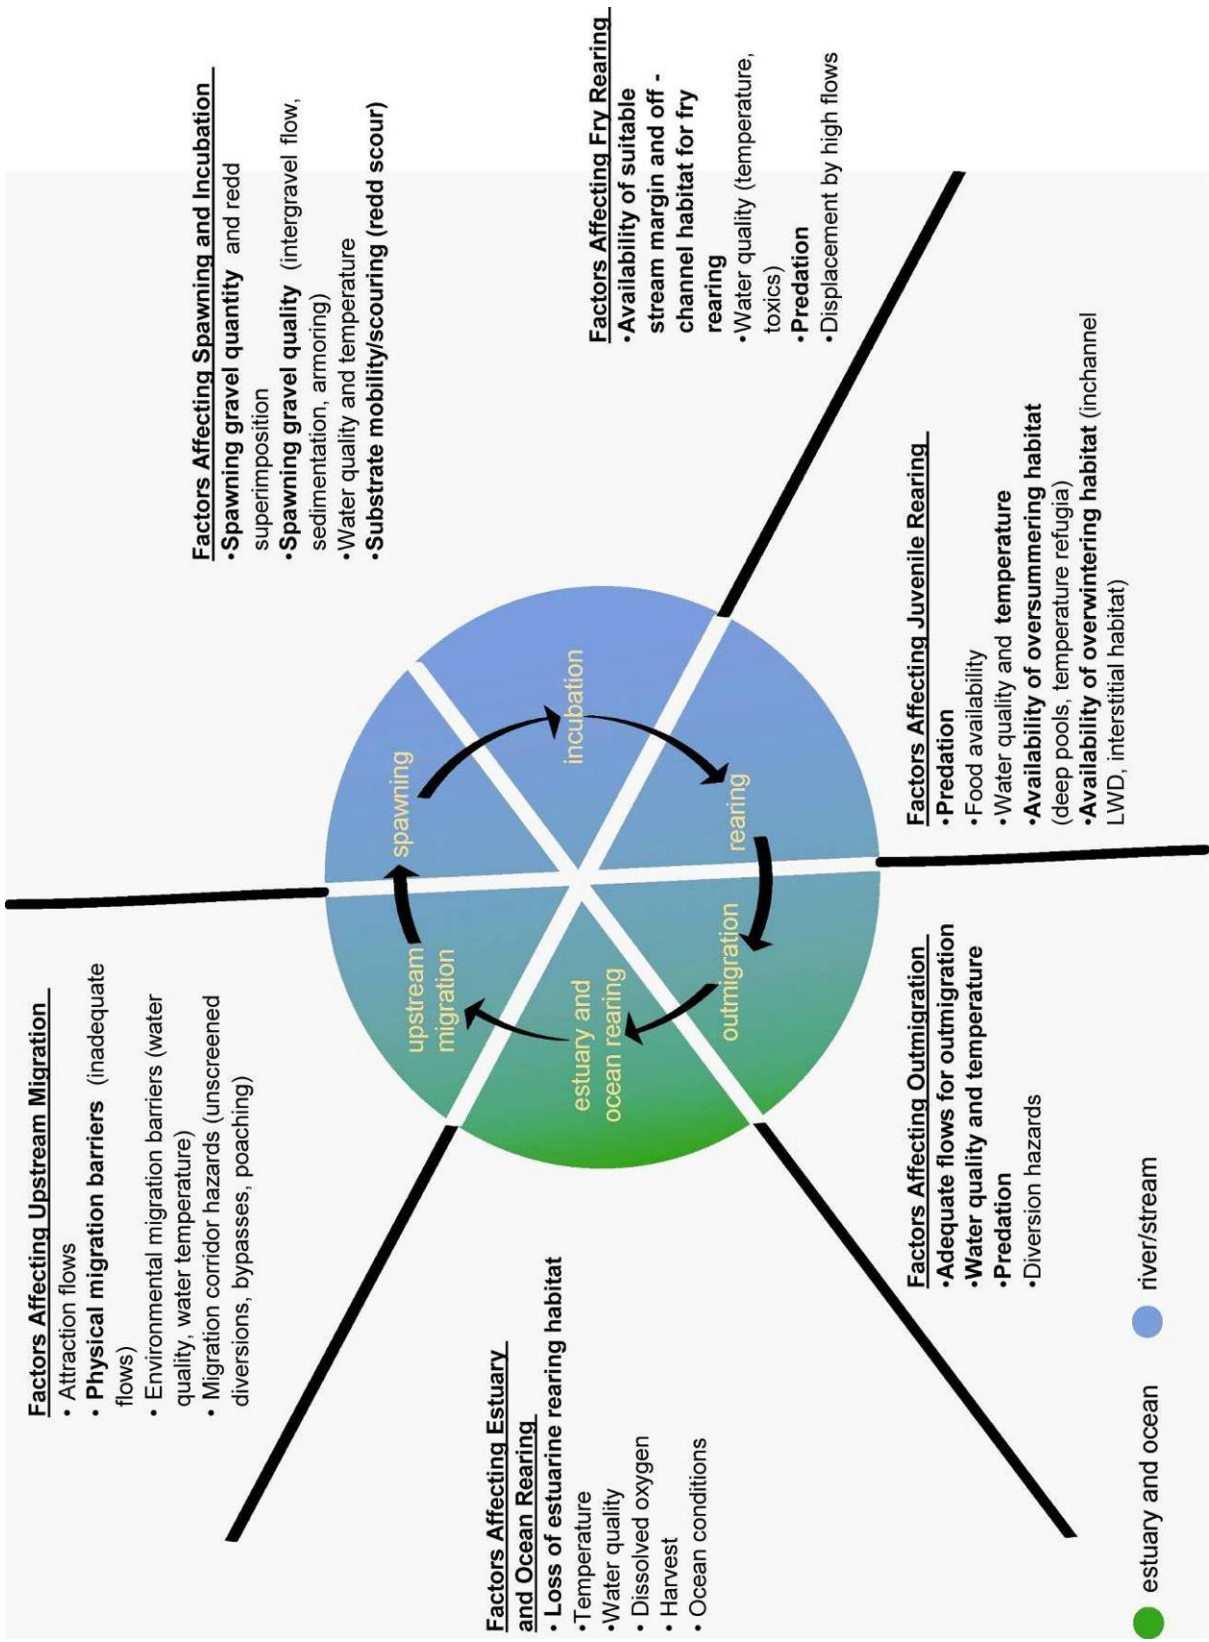 Factors Affecting Upstream Migration
• Attraction flows
• Physical migration barriers (inadequate
flows)
• Environmental migration barriers (water
quality, water temperature)
• Migration corridor hazards (unscreened
diversions, bypasses, poaching)
Factors Affecting Spawning and Incubation
•Spawning gravel quantity and redd
superimposition
•Spawning gravel quality (intergravel flow,
sedimentation, armoring)
•Water quality and temperature
•Substrate mobility/scouring (redd scour)
Factors Affecting Fry Rearing
•Availability of suitable
stream margin and off -
channel habitat for fry
rearing
•Water quality (temperature,
toxics)
•Predation
•Displacement by high flows
Factors Affecting Juvenile Rearing
•Predation
•Food availability
•Water quality and temperature
•Availability of oversummering habitat
(deep pools, temperature refugia)
•Availability of overwintering habitat (inchannel
LWD, interstitial habitat)
Factors Affecting Outmigration
•Adequate flows for outmigration
•Water quality and temperature
•Predation
•Diversion hazards
Factors Affecting Estuary
and Ocean Rearing
• Loss of estuarine rearing habitat
•Temperature
•Water quality
• Dissolved oxygen
• Harvest
• Ocean conditions
upstream
migration
spawning
incubation
rearing
outmigration
estuary and
ocean rearing
estuary and ocean
river/stream